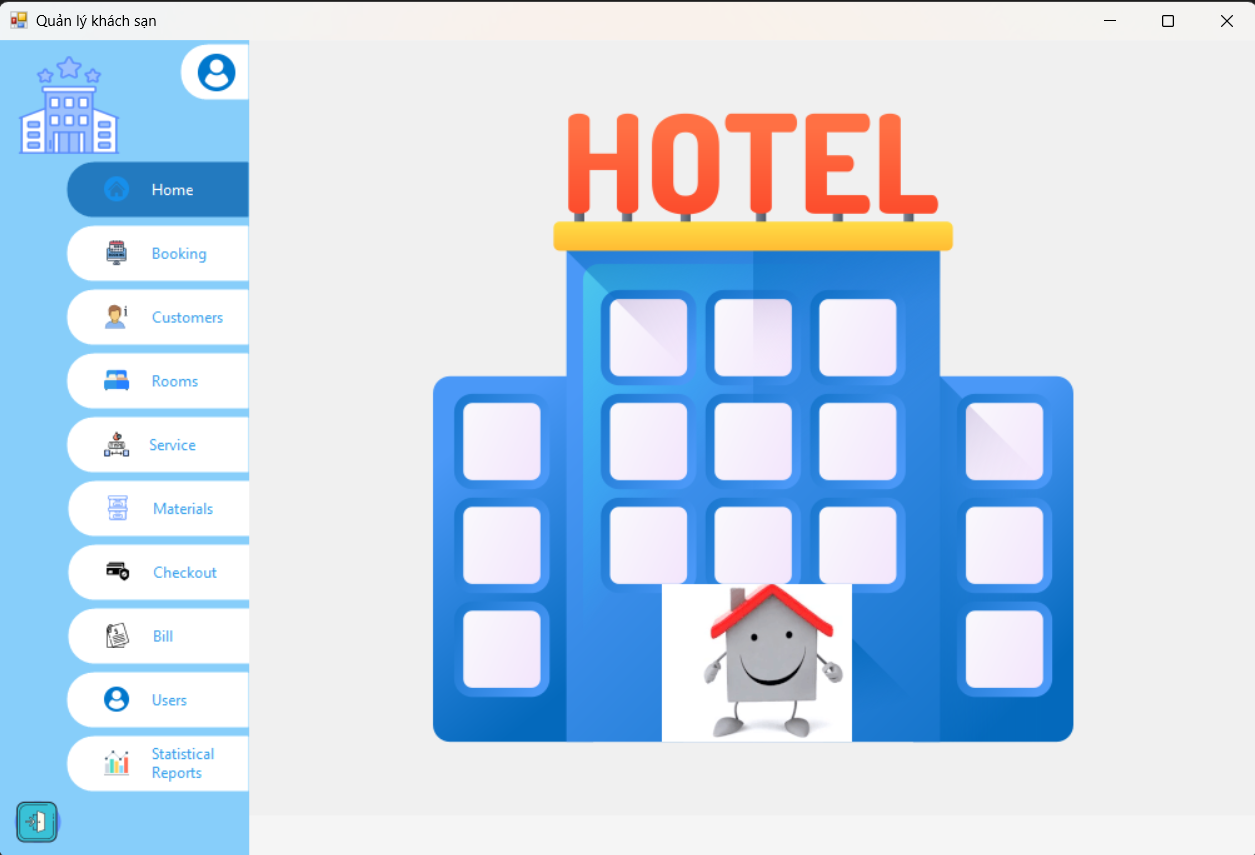 Quản lý khách sạn
HOTEL
Home
Booking
Customers
Rooms
Service
Materials
Checkout
Bill
Users
Statistical
Reports